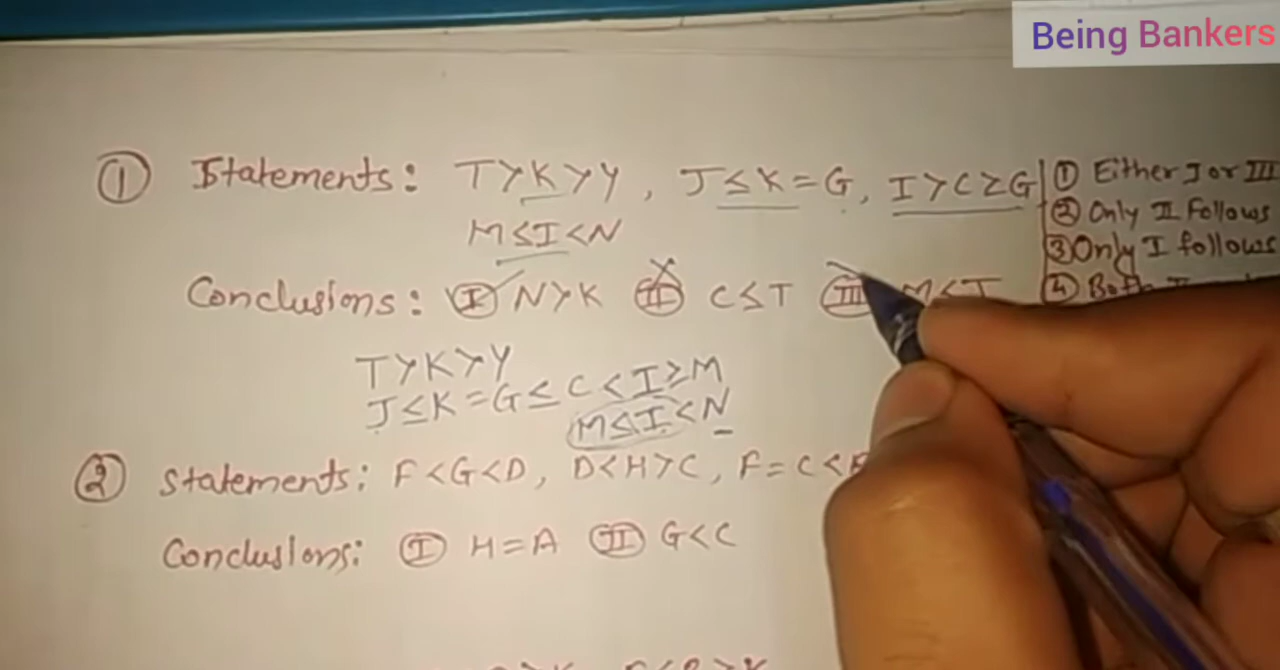 Being Bankers
① Statements: T>K>Y, J≤K=G, I>C≥G
M≤I<N
Conclusions: Ⅰ N>K Ⅱ C≤T Ⅲ
① Either I or III
② Only II Follows
③ Only I follows
④ Both
T>K>Y
J≤K=G≤C<I≥M
M≤I<N
② Statements: F<G<D, D<H>C, F=C<
Conclusions: Ⅰ H=A Ⅱ G<C